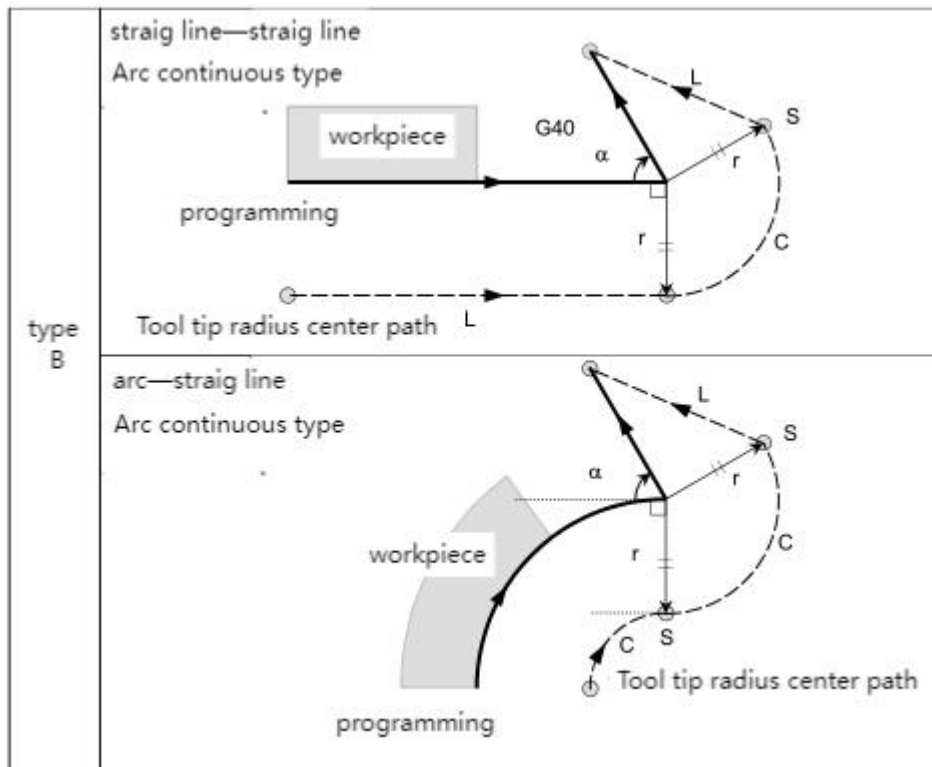 type
B
straig line—straig line
Arc continuous type
workpiece
G40
α
L
S
r
programming
r
C
Tool tip radius center path
L
arc—straig line
Arc continuous type
L
S
α
r
workpiece
r
C
C
S
Tool tip radius center path
programming